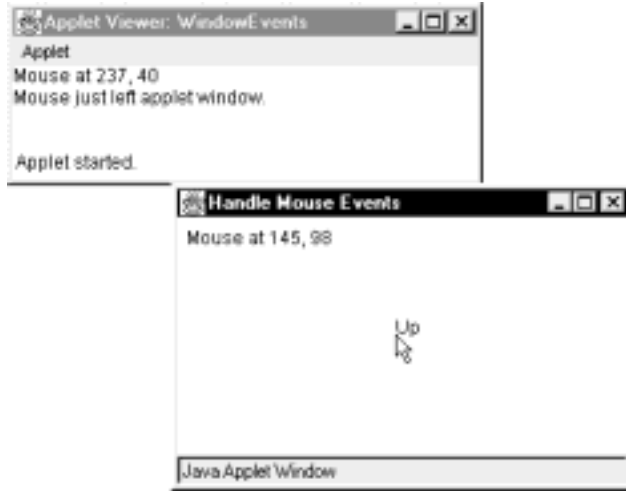 Applet Viewer: WindowEvents
Applet
Mouse at 237, 40
Mouse just left applet window.
Applet started.
Handle Mouse Events
Mouse at 145, 98
Up
Java Applet Window